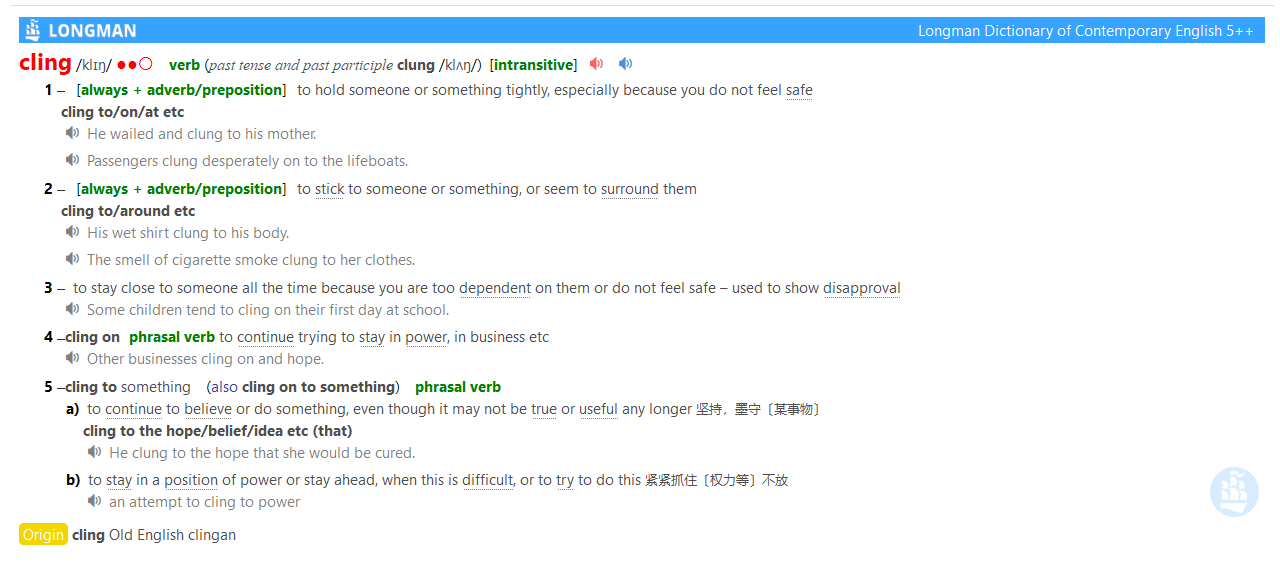 LONGMAN Longman Dictionary of Contemporary English 5++
cling /klɪŋ/ ●●○ verb (past tense and past participle clung /klʌŋ/) [intransitive]
1 – [always + adverb/preposition] to hold someone or something tightly, especially because you do not feel safe
cling to/on/at etc
He wailed and clung to his mother.
Passengers clung desperately on to the lifeboats.
2 – [always + adverb/preposition] to stick to someone or something, or seem to surround them
cling to/around etc
His wet shirt clung to his body.
The smell of cigarette smoke clung to her clothes.
3 – to stay close to someone all the time because you are too dependent on them or do not feel safe – used to show disapproval
Some children tend to cling on their first day at school.
4 –cling on phrasal verb to continue trying to stay in power, in business etc
Other businesses cling on and hope.
5 –cling to something (also cling on to something) phrasal verb
a) to continue to believe or do something, even though it may not be true or useful any longer 坚持，墨守〔某事物〕
cling to the hope/belief/idea etc (that)
He clung to the hope that she would be cured.
b) to stay in a position of power or stay ahead, when this is difficult, or to try to do this 紧紧抓住〔权力等〕不放
an attempt to cling to power
Origin cling Old English clingan